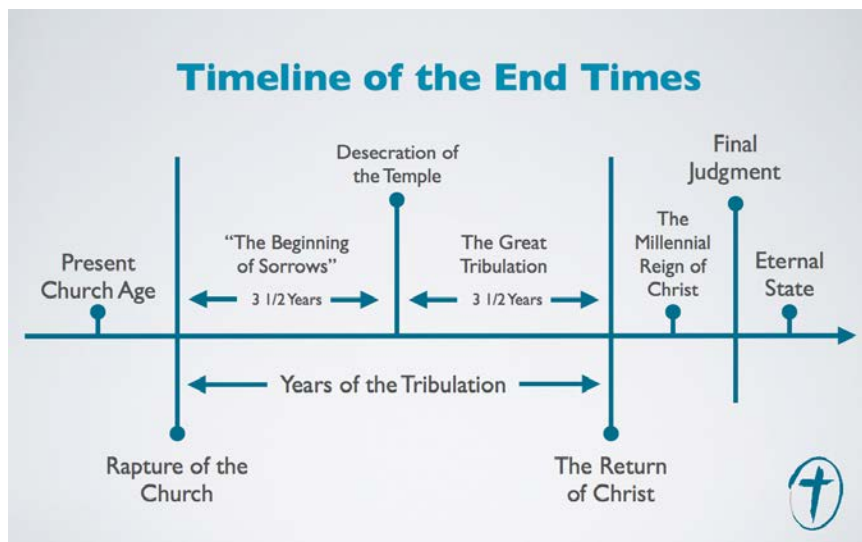 Timeline of the End Times
Desecration of
the Temple
Final
Judgment
"The Beginning
of Sorrows"
3 1/2 Years
The Great
Tribulation
3 1/2 Years
The
Millennial
Reign of
Christ
Present
Church Age
Eternal
State
Years of the Tribulation
Rapture of the
Church
The Return
of Christ